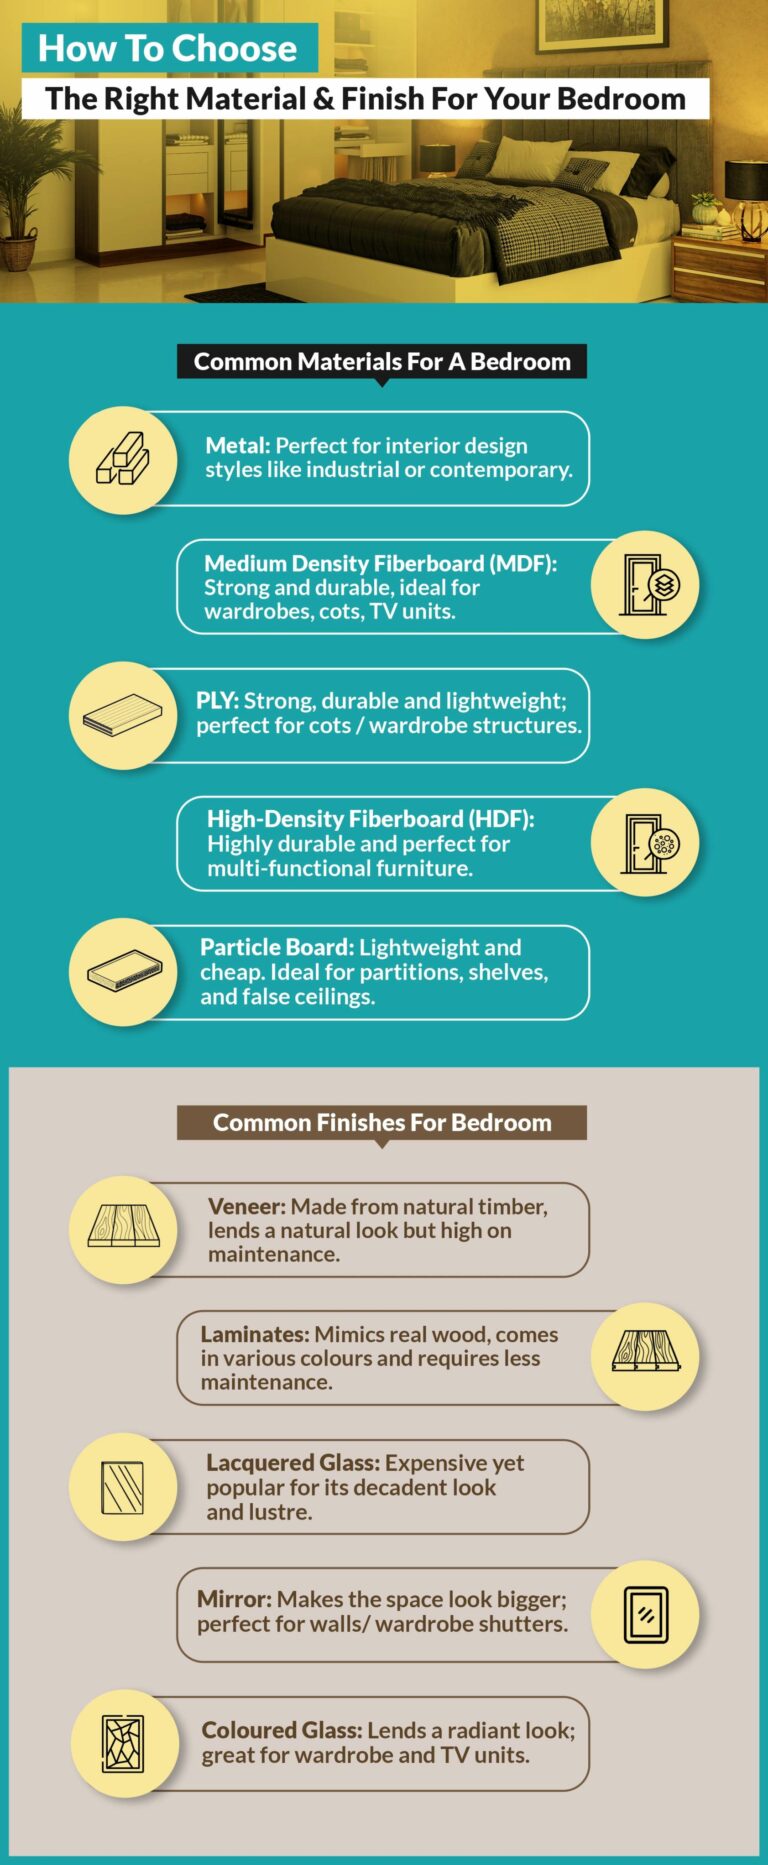 How To Choose
The Right Material & Finish For Your Bedroom
Common Materials For A Bedroom
Metal: Perfect for interior design
styles like industrial or contemporary.
Medium Density Fiberboard (MDF):
Strong and durable, ideal for
wardrobes, cots, TV units.
PLY: Strong, durable and lightweight;
perfect for cots / wardrobe structures.
High-Density Fiberboard (HDF):
Highly durable and perfect for
multi-functional furniture.
Particle Board: Lightweight and
cheap. Ideal for partitions, shelves,
and false ceilings.
Common Finishes For Bedroom
Veneer: Made from natural timber,
lends a natural look but high on
maintenance.
Laminates: Mimics real wood, comes
in various colours and requires less
maintenance.
Lacquered Glass: Expensive yet
popular for its decadent look
and lustre.
Mirror: Makes the space look bigger;
perfect for walls/ wardrobe shutters.
Coloured Glass: Lends a radiant look;
great for wardrobe and TV units.